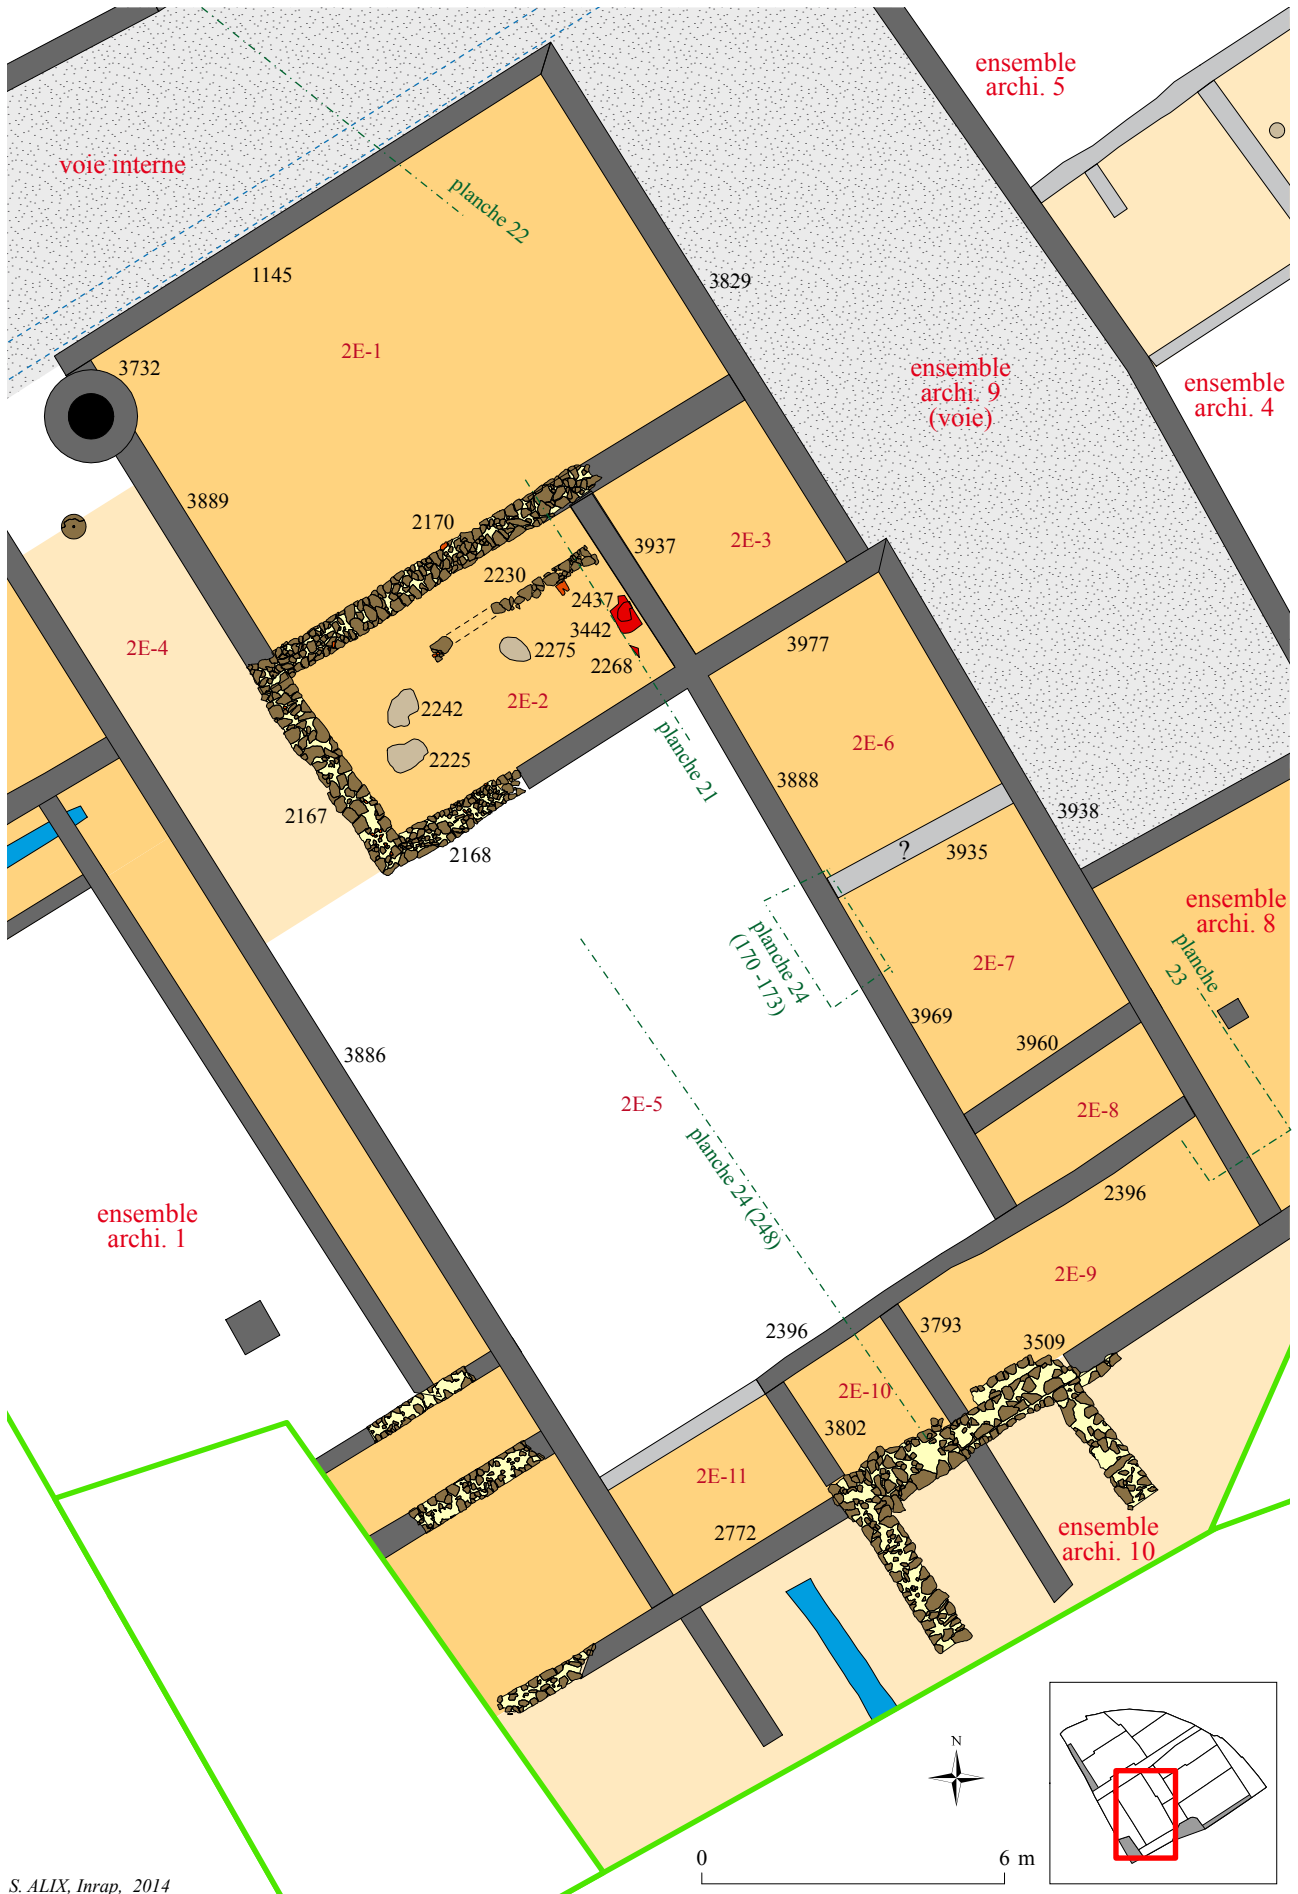 ensemble
archi. 5
voie interne
planche 22
1145
3829
2E-1
3732
ensemble
archi. 9
(voie)
ensemble
archi. 4
3889
2170
3937
2E-3
2230
2437
3442
2275
2268
2E-4
3977
2242
2E-2
2225
planche 21
2E-6
3888
3938
2167
2168
?
3935
ensemble
archi. 8
planche 24
(170 -173)
2E-7
planche
23
3969
3960
3886
2E-5
2E-8
planche 24 (248)
2396
ensemble
archi. 1
2E-9
2396
3793
3509
2E-10
3802
2E-11
2772
ensemble
archi. 10
N
0
6 m
S. ALIX, Inrap, 2014